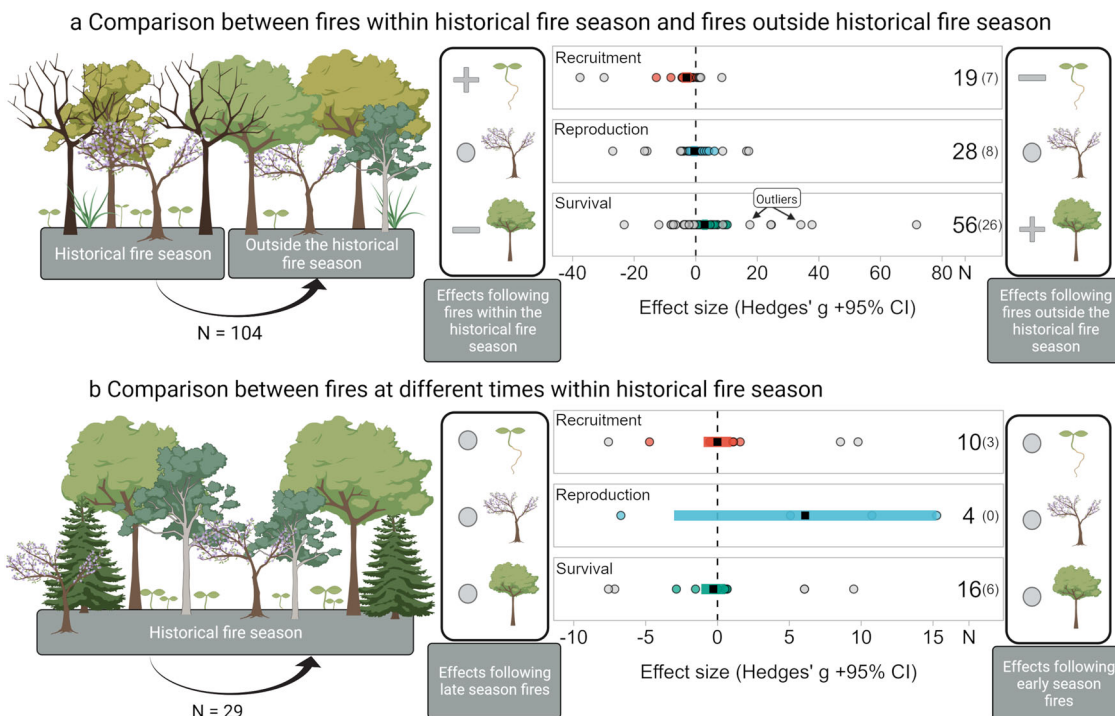 a Comparison between fires within historical fire season and fires outside historical fire season
Historical fire season
Outside the historical
fire season
N = 104
Effects following
fires within the
historical fire
season
Recruitment
19 (7)
Reproduction
28 (8)
Survival
Outliers
56(26)
-40 -20 0 20 40 60 80 N
Effect size (Hedges' g +95% CI)
Effects following
fires outside the
historical fire
season
b Comparison between fires at different times within historical fire season
Historical fire season
N = 29
Effects following
late season fires
Recruitment
10(3)
Reproduction
4 (0)
Survival
16(6)
-10 -5 0 5 10 15 N
Effect size (Hedges' g +95% CI)
Effects following
early season
fires